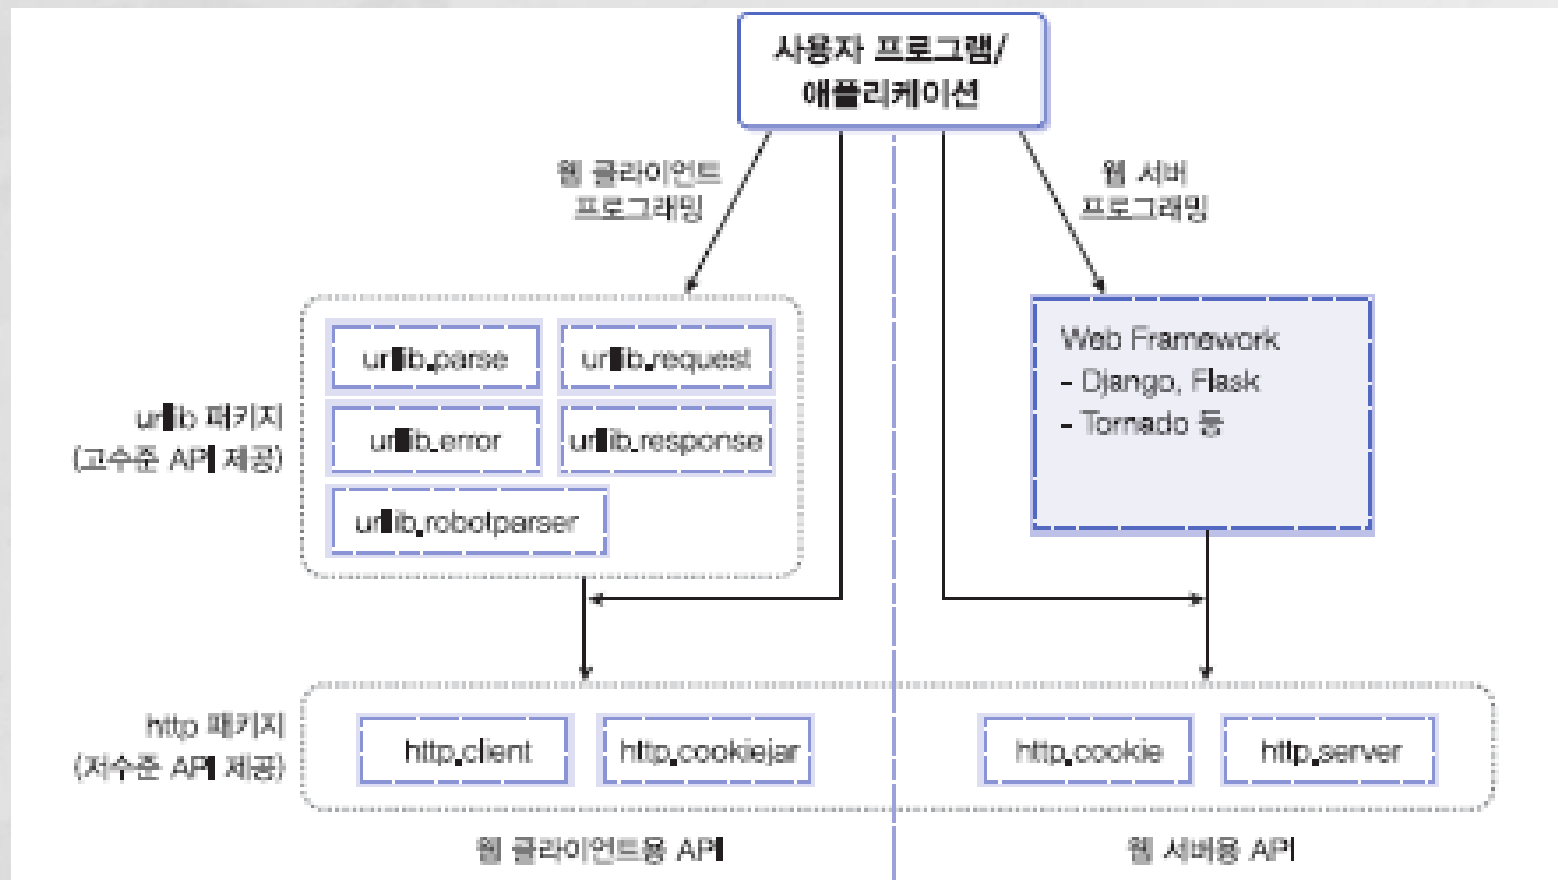 사용자 프로그램/
애플리케이션
웹 클라이언트
프로그래밍
웹 서버
프로그래밍
urllib 패키지
(고수준 API 제공)
urllib.parse
urllib.request
urllib.error
urllib.response
urllib.robotparser
Web Framework
- Django, Flask
- Tornado 등
http 패키지
(저수준 API 제공)
http.client
http.cookiejar
http.cookie
http.server
웹 클라이언트용 API
웹 서버용 API